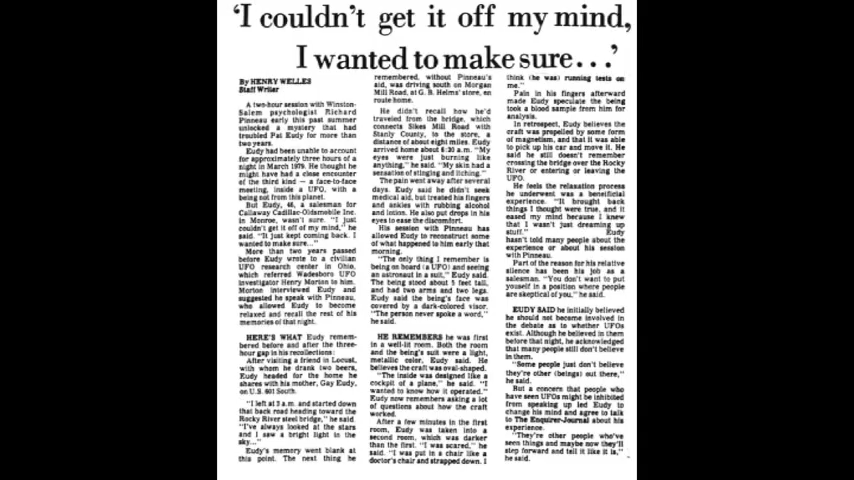 'I couldn't get it off my mind,
I wanted to make sure...'
By HENRY WELLES
Staff Writer
A two-hour session with Winston-
Salem psychologist Richard
Pinneau early this past summer
unlocked a mystery that had
troubled Pat Eudy for more than
two years.
Eudy had been unable to account
for approximately three hours of a
night in March 1979. He thought he
might have had a close encounter
of the third kind — a face-to-face
meeting, inside a UFO, with a
being not from this planet.
But Eudy, 46, a salesman for
Callaway Cadillac-Oldsmobile Inc.
in Monroe, wasn't sure. "I just
couldn't get it off of my mind," he
said. "It just kept coming back. I
wanted to make sure..."
More than two years passed
before Eudy wrote to a civilian
UFO research center in Ohio,
which referred Wadesboro UFO
investigator Henry Morton to him.
Morton interviewed Eudy and
suggested he speak with Pinneau,
who allowed Eudy to become
relaxed and recall the rest of his
memories of that night.
HERE'S WHAT Eudy remem-
bered before and after the three-
hour gap in his recollections:
After visiting a friend in Locust,
with whom he drank two beers,
Eudy headed for the home he
shares with his mother, Gay Eudy,
on U.S. 601 South.
"I left at 3 a.m. and started down
that back road heading toward the
Rocky River steel bridge," he said.
"I've always looked at the stars
and I saw a bright light in the
sky..."
Eudy's memory went blank at
this point. The next thing he
remembered, without Pinneau's
aid, was driving south on Morgan
Mill Road, at G. B. Helms' store, en
route home.
He didn't recall how he'd
traveled from the bridge, which
connects Sikes Mill Road with
Stanly County, to the store, a
distance of about eight miles. Eudy
arrived home about 6:30 a.m. "My
eyes were just burning like
anything," he said. "My skin had a
sensation of stinging and itching."
The pain went away after several
days. Eudy said he didn't seek
medical aid, but treated his fingers
and ankles with rubbing alcohol
and lotion. He also put drops in his
eyes to ease the discomfort.
His session with Pinneau has
allowed Eudy to reconstruct some
of what happened to him early that
morning.
"The only thing I remember is
being on board (a UFO) and seeing
an astronaut in a suit," Eudy said.
The being stood about 5 feet tall,
and had two arms and two legs.
Eudy said the being's face was
covered by a dark-colored visor.
"The person never spoke a word,"
he said.
HE REMEMBERS he was first
in a well-lit room. Both the room
and the being's suit were a light,
metallic color, Eudy said. He
believes the craft was oval-shaped.
"The inside was designed like a
cockpit of a plane," he said. "I
wanted to know how it operated."
Eudy now remembers asking a lot
of questions about how the craft
worked.
After a few minutes in the first
room, Eudy was taken into a
second room, which was darker
than the first. "I was scared," he
said. "I was put in a chair like a
doctor's chair and strapped down. I
think (he was) running tests on
me."
Pain in his fingers afterward
made Eudy speculate the being
took a blood sample from him for
analysis.
In retrospect, Eudy believes the
craft was propelled by some form
of magnetism, and that it was able
to pick up his car and move it. He
said he still doesn't remember
crossing the bridge over the Rocky
River or entering or leaving the
UFO.
He feels the relaxation process
he underwent was a beneficial
experience. "It brought back
things I thought were true, and it
eased my mind because I knew
that I wasn't just dreaming up
stuff." Eudy
hasn't told many people about the
experience or about his session
with Pinneau.
Part of the reason for his relative
silence has been his job as a
salesman. "You don't want to put
youself in a position where people
are skeptical of you," he said.
EUDY SAID he initially believed
he should not become involved in
the debate as to whether UFOs
exist. Although he believed in them
before that night, he acknowledged
that many people still don't believe
in them.
"Some people just don't believe
they're other (beings) out there,"
he said.
But a concern that people who
have seen UFOs might be inhibited
from speaking up led Eudy to
change his mind and agree to talk
to The Enquirer-Journal about his
experience.
"They're other people who've
seen things and maybe now they'll
step forward and tell it like it is,"
he said.